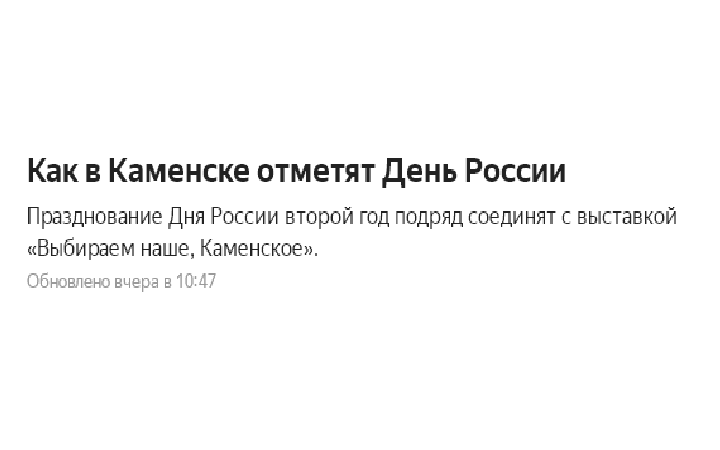 Как в Каменске отметят День России
Празднование Дня России второй год подряд соединят с выставкой
«Выбираем наше, Каменское».
Обновлено вчера в 10:47